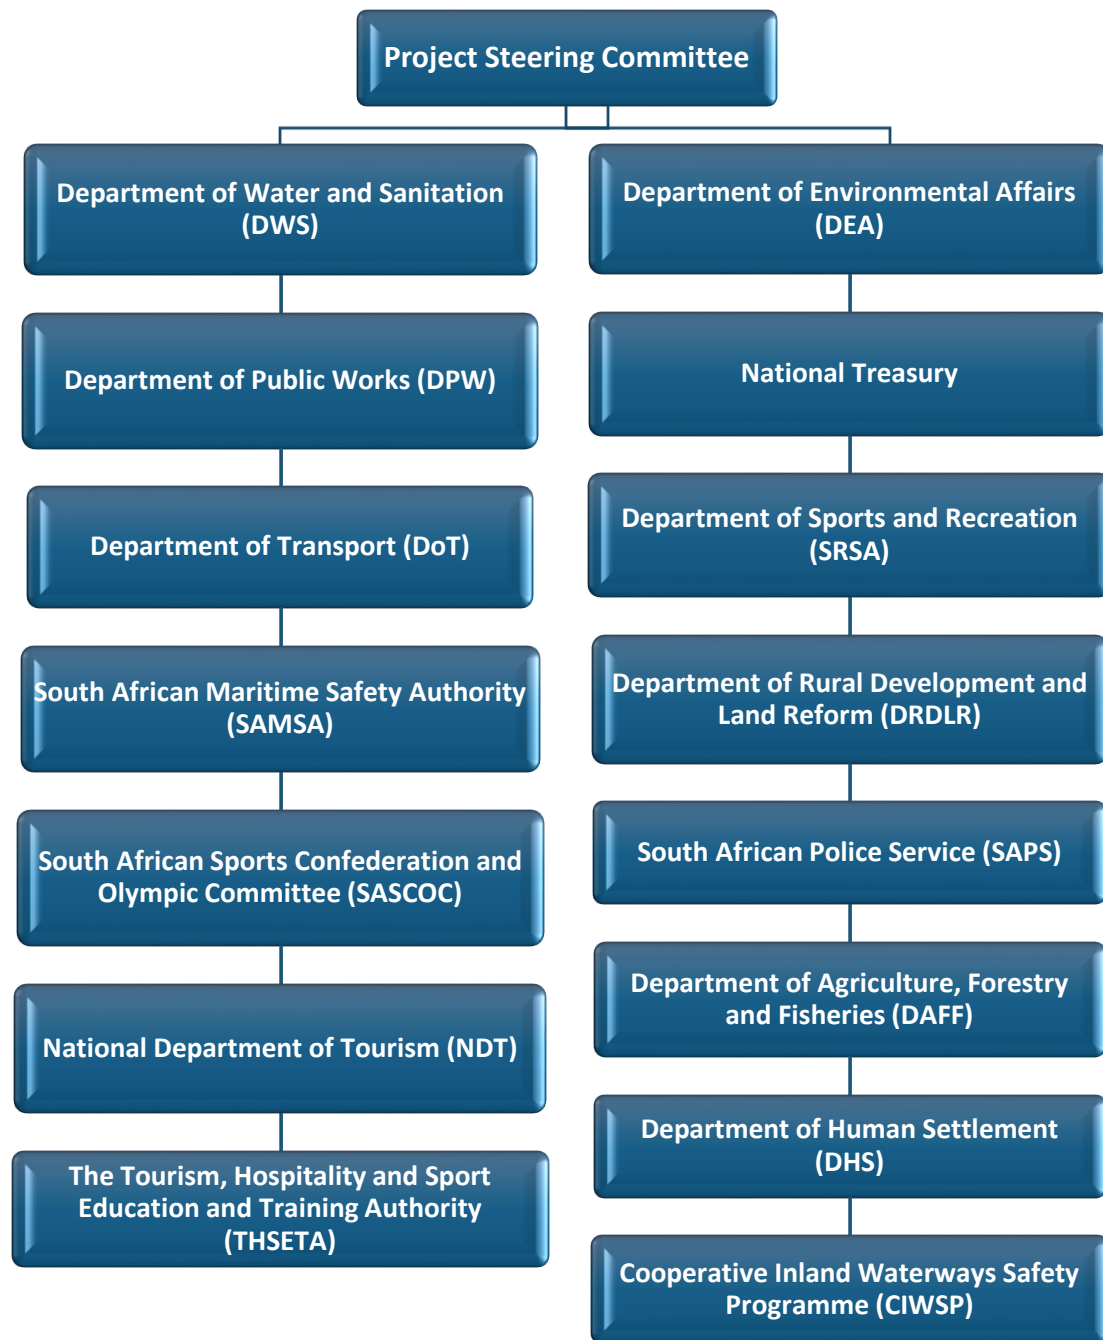 Project Steering Committee
Department of Water and Sanitation
(DWS)
Department of Public Works (DPW)
Department of Transport (DoT)
South African Maritime Safety Authority
(SAMSA)
South African Sports Confederation and
Olympic Committee (SASCOC)
National Department of Tourism (NDT)
The Tourism, Hospitality and Sport
Education and Training Authority
(THSETA)
Department of Environmental Affairs
(DEA)
National Treasury
Department of Sports and Recreation
(SRSA)
Department of Rural Development and
Land Reform (DRDLR)
South African Police Service (SAPS)
Department of Agriculture, Forestry
and Fisheries (DAFF)
Department of Human Settlement
(DHS)
Cooperative Inland Waterways Safety
Programme (CIWSP)